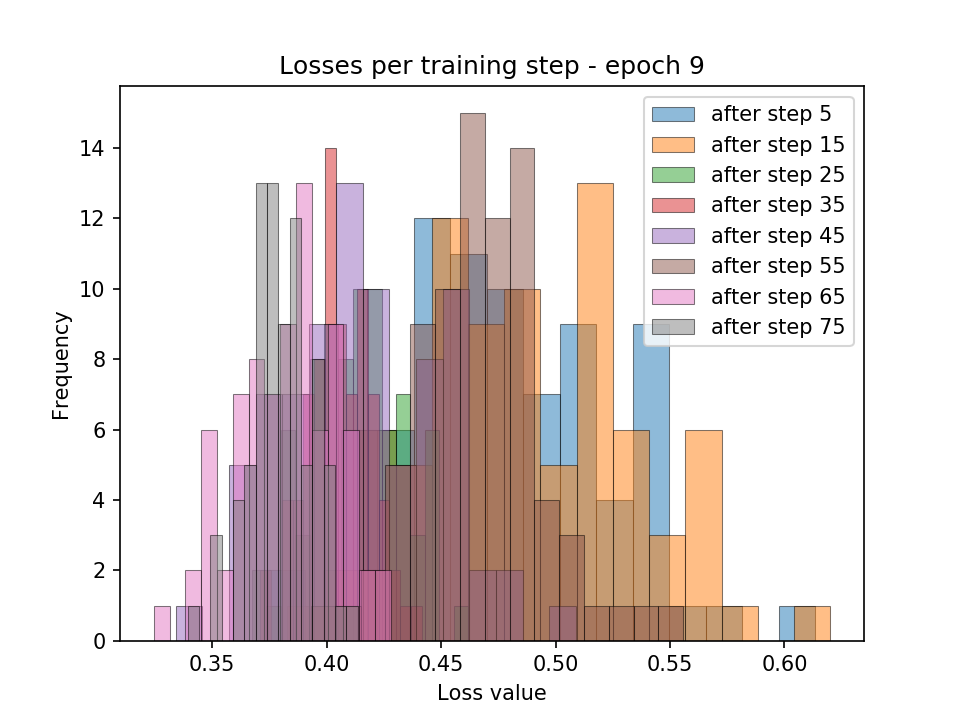 Losses per training step - epoch 9
after step 5
after step 15
after step 25
after step 35
after step 45
after step 55
after step 65
after step 75
14
12
10
8
6
4
2
0
Frequency
0.35 0.40 0.45 0.50 0.55 0.60
Loss value